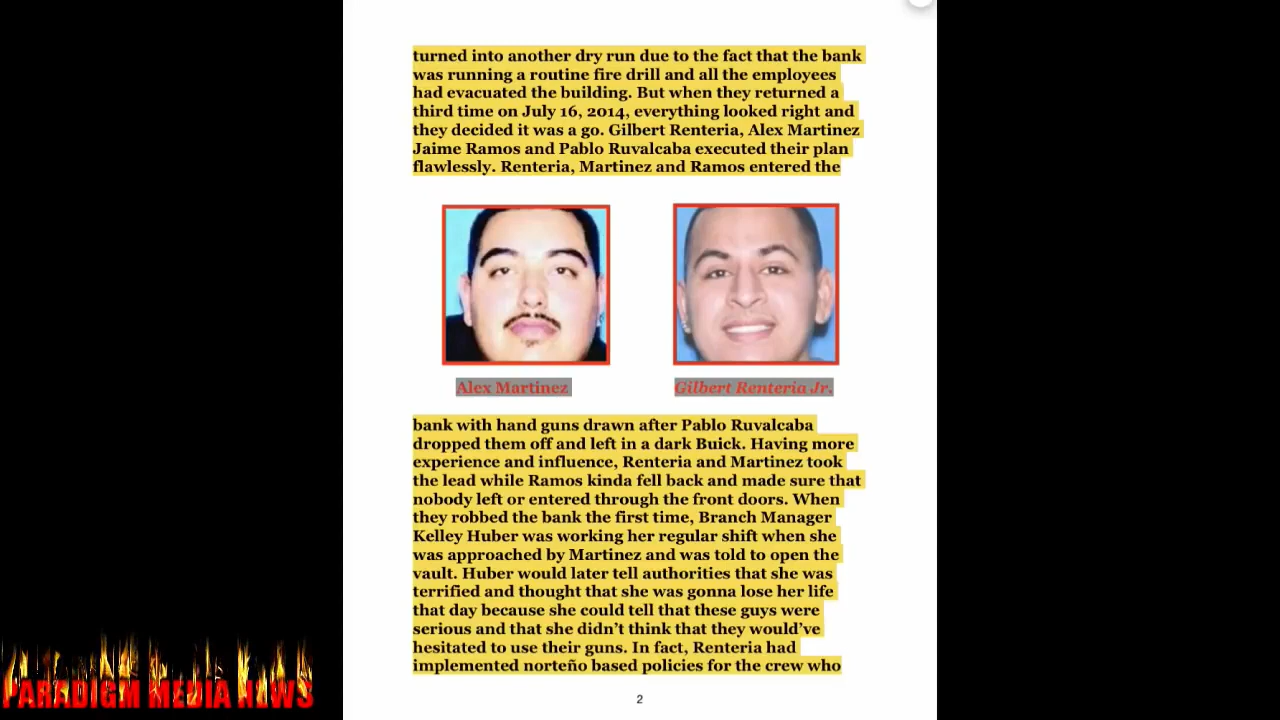 turned into another dry run due to the fact that the bank
was running a routine fire drill and all the employees
had evacuated the building. But when they returned a
third time on July 16, 2014, everything looked right and
they decided it was a go. Gilbert Renteria, Alex Martinez
Jaime Ramos and Pablo Ruvalcaba executed their plan
flawlessly. Renteria, Martinez and Ramos entered the
Alex Martinez
Gilbert Renteria Jr.
bank with hand guns drawn after Pablo Ruvalcaba
dropped them off and left in a dark Buick. Having more
experience and influence, Renteria and Martinez took
the lead while Ramos kinda fell back and made sure that
nobody left or entered through the front doors. When
they robbed the bank the first time, Branch Manager
Kelley Huber was working her regular shift when she
was approached by Martinez and was told to open the
vault. Huber would later tell authorities that she was
terrified and thought that she was gonna lose her life
that day because she could tell that these guys were
serious and that she didn't think that they would've
hesitated to use their guns. In fact, Renteria had
implemented norteño based policies for the crew who
2
PARADIGM MEDIA NEWS